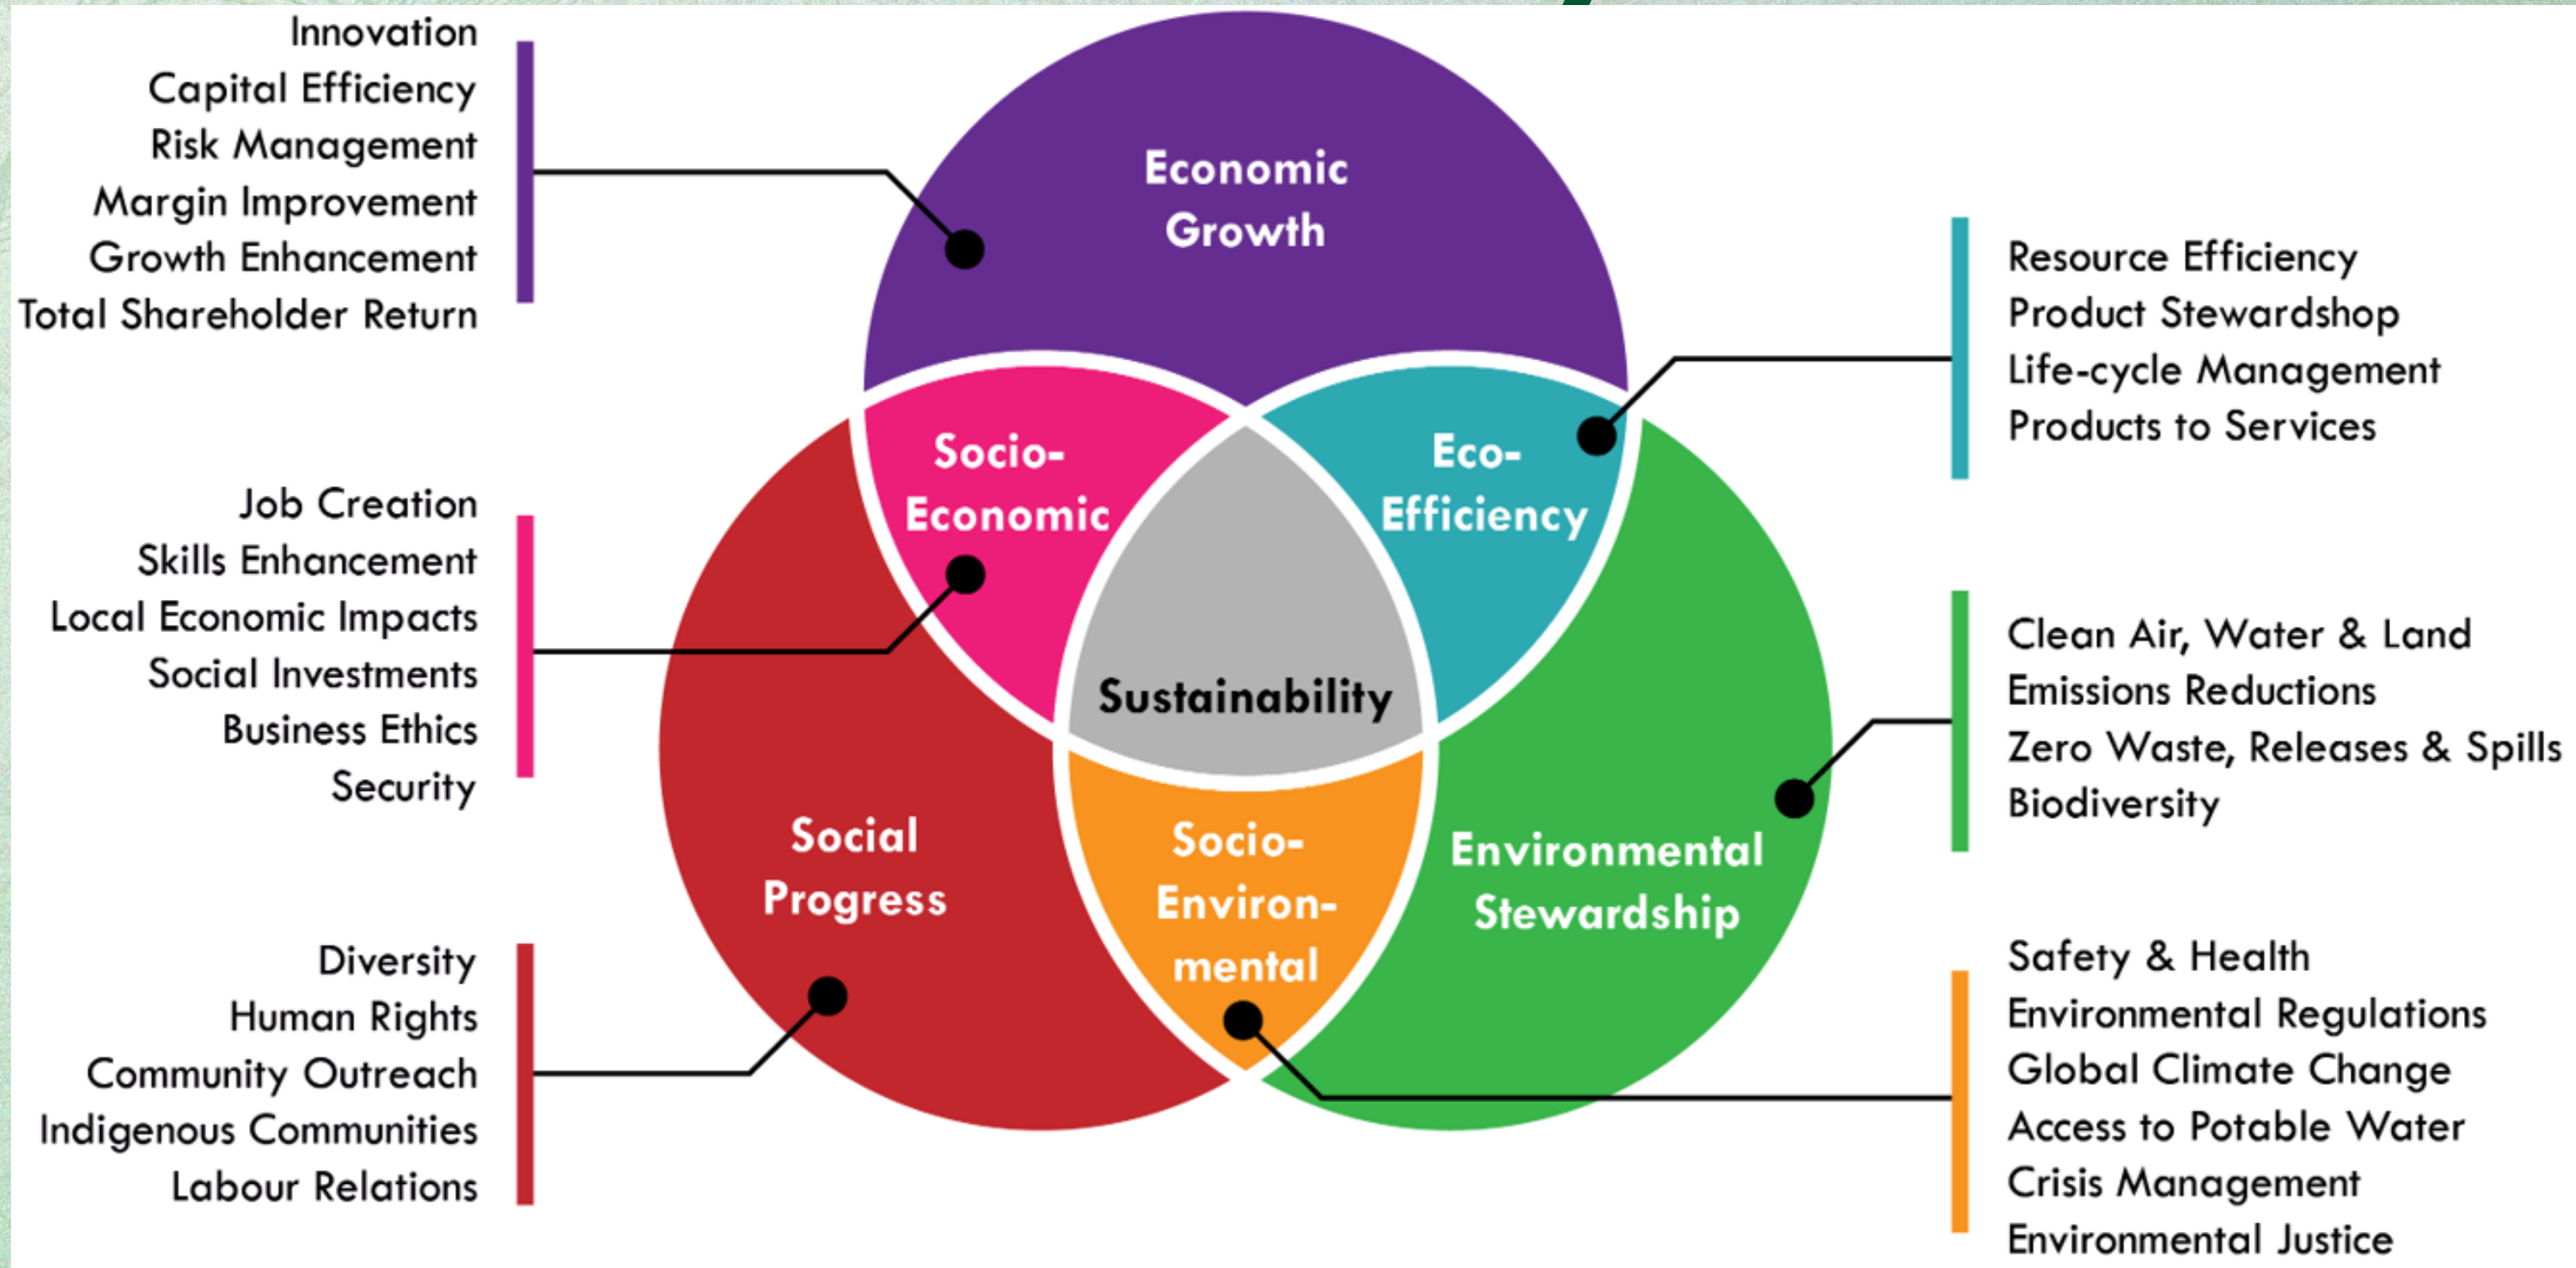 Innovation
Capital Efficiency
Risk Management
Margin Improvement
Growth Enhancement
Total Shareholder Return
Job Creation
Skills Enhancement
Local Economic Impacts
Social Investments
Business Ethics
Security
Diversity
Human Rights
Community Outreach
Indigenous Communities
Labour Relations
Economic
Growth
Socio-
Economic
Eco-
Efficiency
Sustainability
Social
Progress
Socio-
Environ-
mental
Environmental
Stewardship
Resource Efficiency
Product Stewardshop
Life-cycle Management
Products to Services
Clean Air, Water & Land
Emissions Reductions
Zero Waste, Releases & Spills
Biodiversity
Safety & Health
Environmental Regulations
Global Climate Change
Access to Potable Water
Crisis Management
Environmental Justice